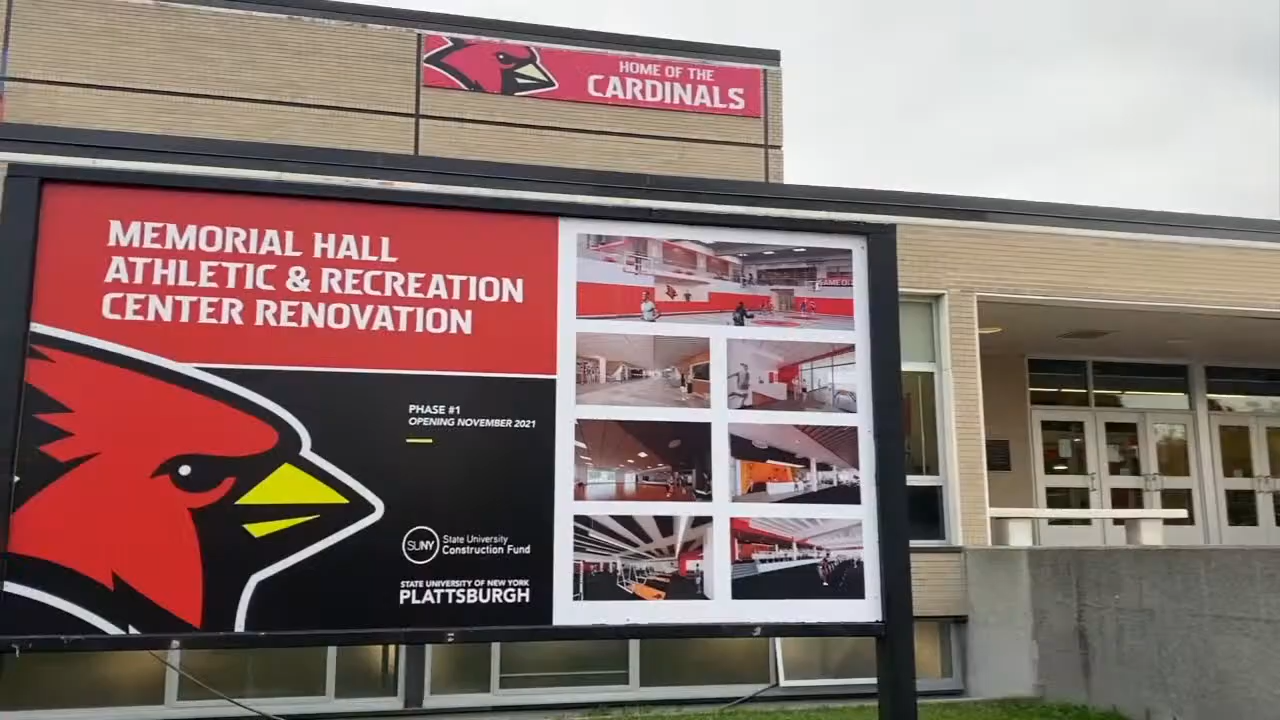 HOME OF THE
CARDINALS
MEMORIAL HALL
ATHLETIC & RECREATION
CENTER RENOVATION
PHASE #1
OPENING NOVEMBER 2021
SUNY
State University
Construction Fund
STATE UNIVERSITY OF NEW YORK
PLATTSBURGH